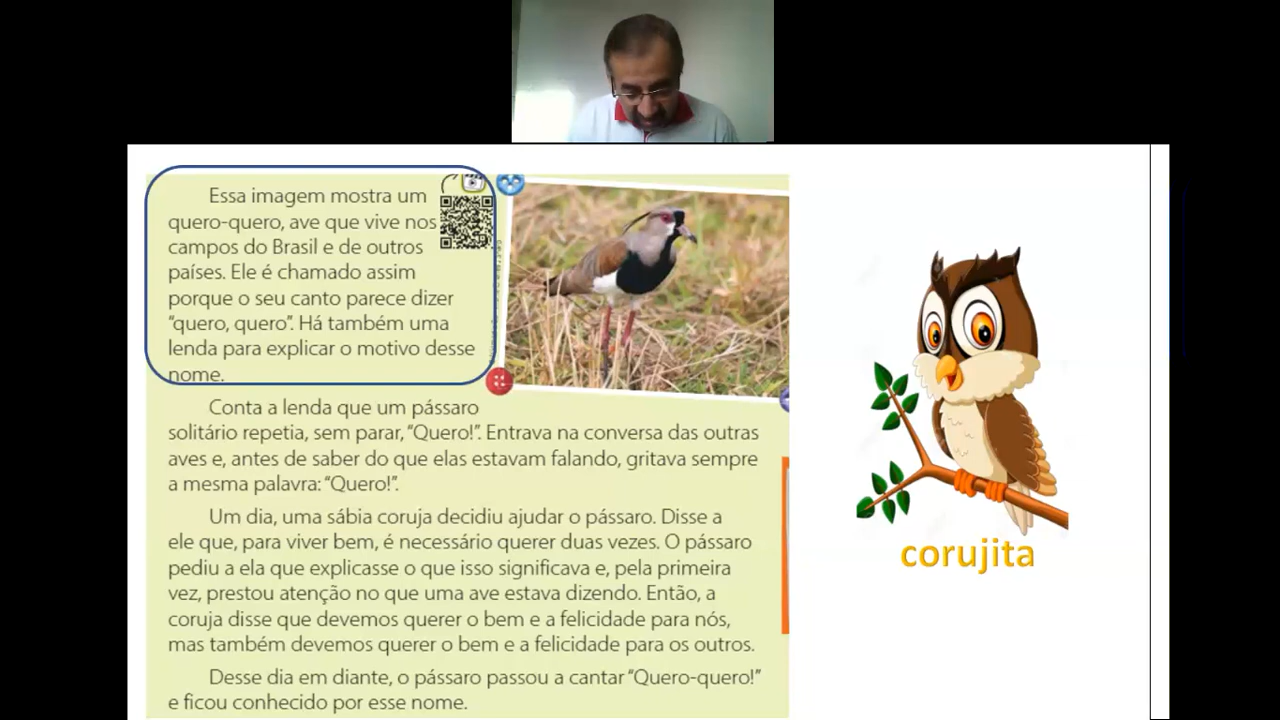 Essa imagem mostra um
quero-quero, ave que vive nos
campos do Brasil e de outros
países. Ele é chamado assim
porque o seu canto parece dizer
“quero, quero”. Há também uma
lenda para explicar o motivo desse
nome.
Conta a lenda que um pássaro
solitário repetia, sem parar, “Quero!”. Entrava na conversa das outras
aves e, antes de saber do que elas estavam falando, gritava sempre
a mesma palavra: “Quero!”.
Um dia, uma sábia coruja decidiu ajudar o pássaro. Disse a
ele que, para viver bem, é necessário querer duas vezes. O pássaro
pediu a ela que explicasse o que isso significava e, pela primeira
vez, prestou atenção no que uma ave estava dizendo. Então, a
coruja disse que devemos querer o bem e a felicidade para nós,
mas também devemos querer o bem e a felicidade para os outros.
Desse dia em diante, o pássaro passou a cantar “Quero-quero!”
e ficou conhecido por esse nome.
corujita